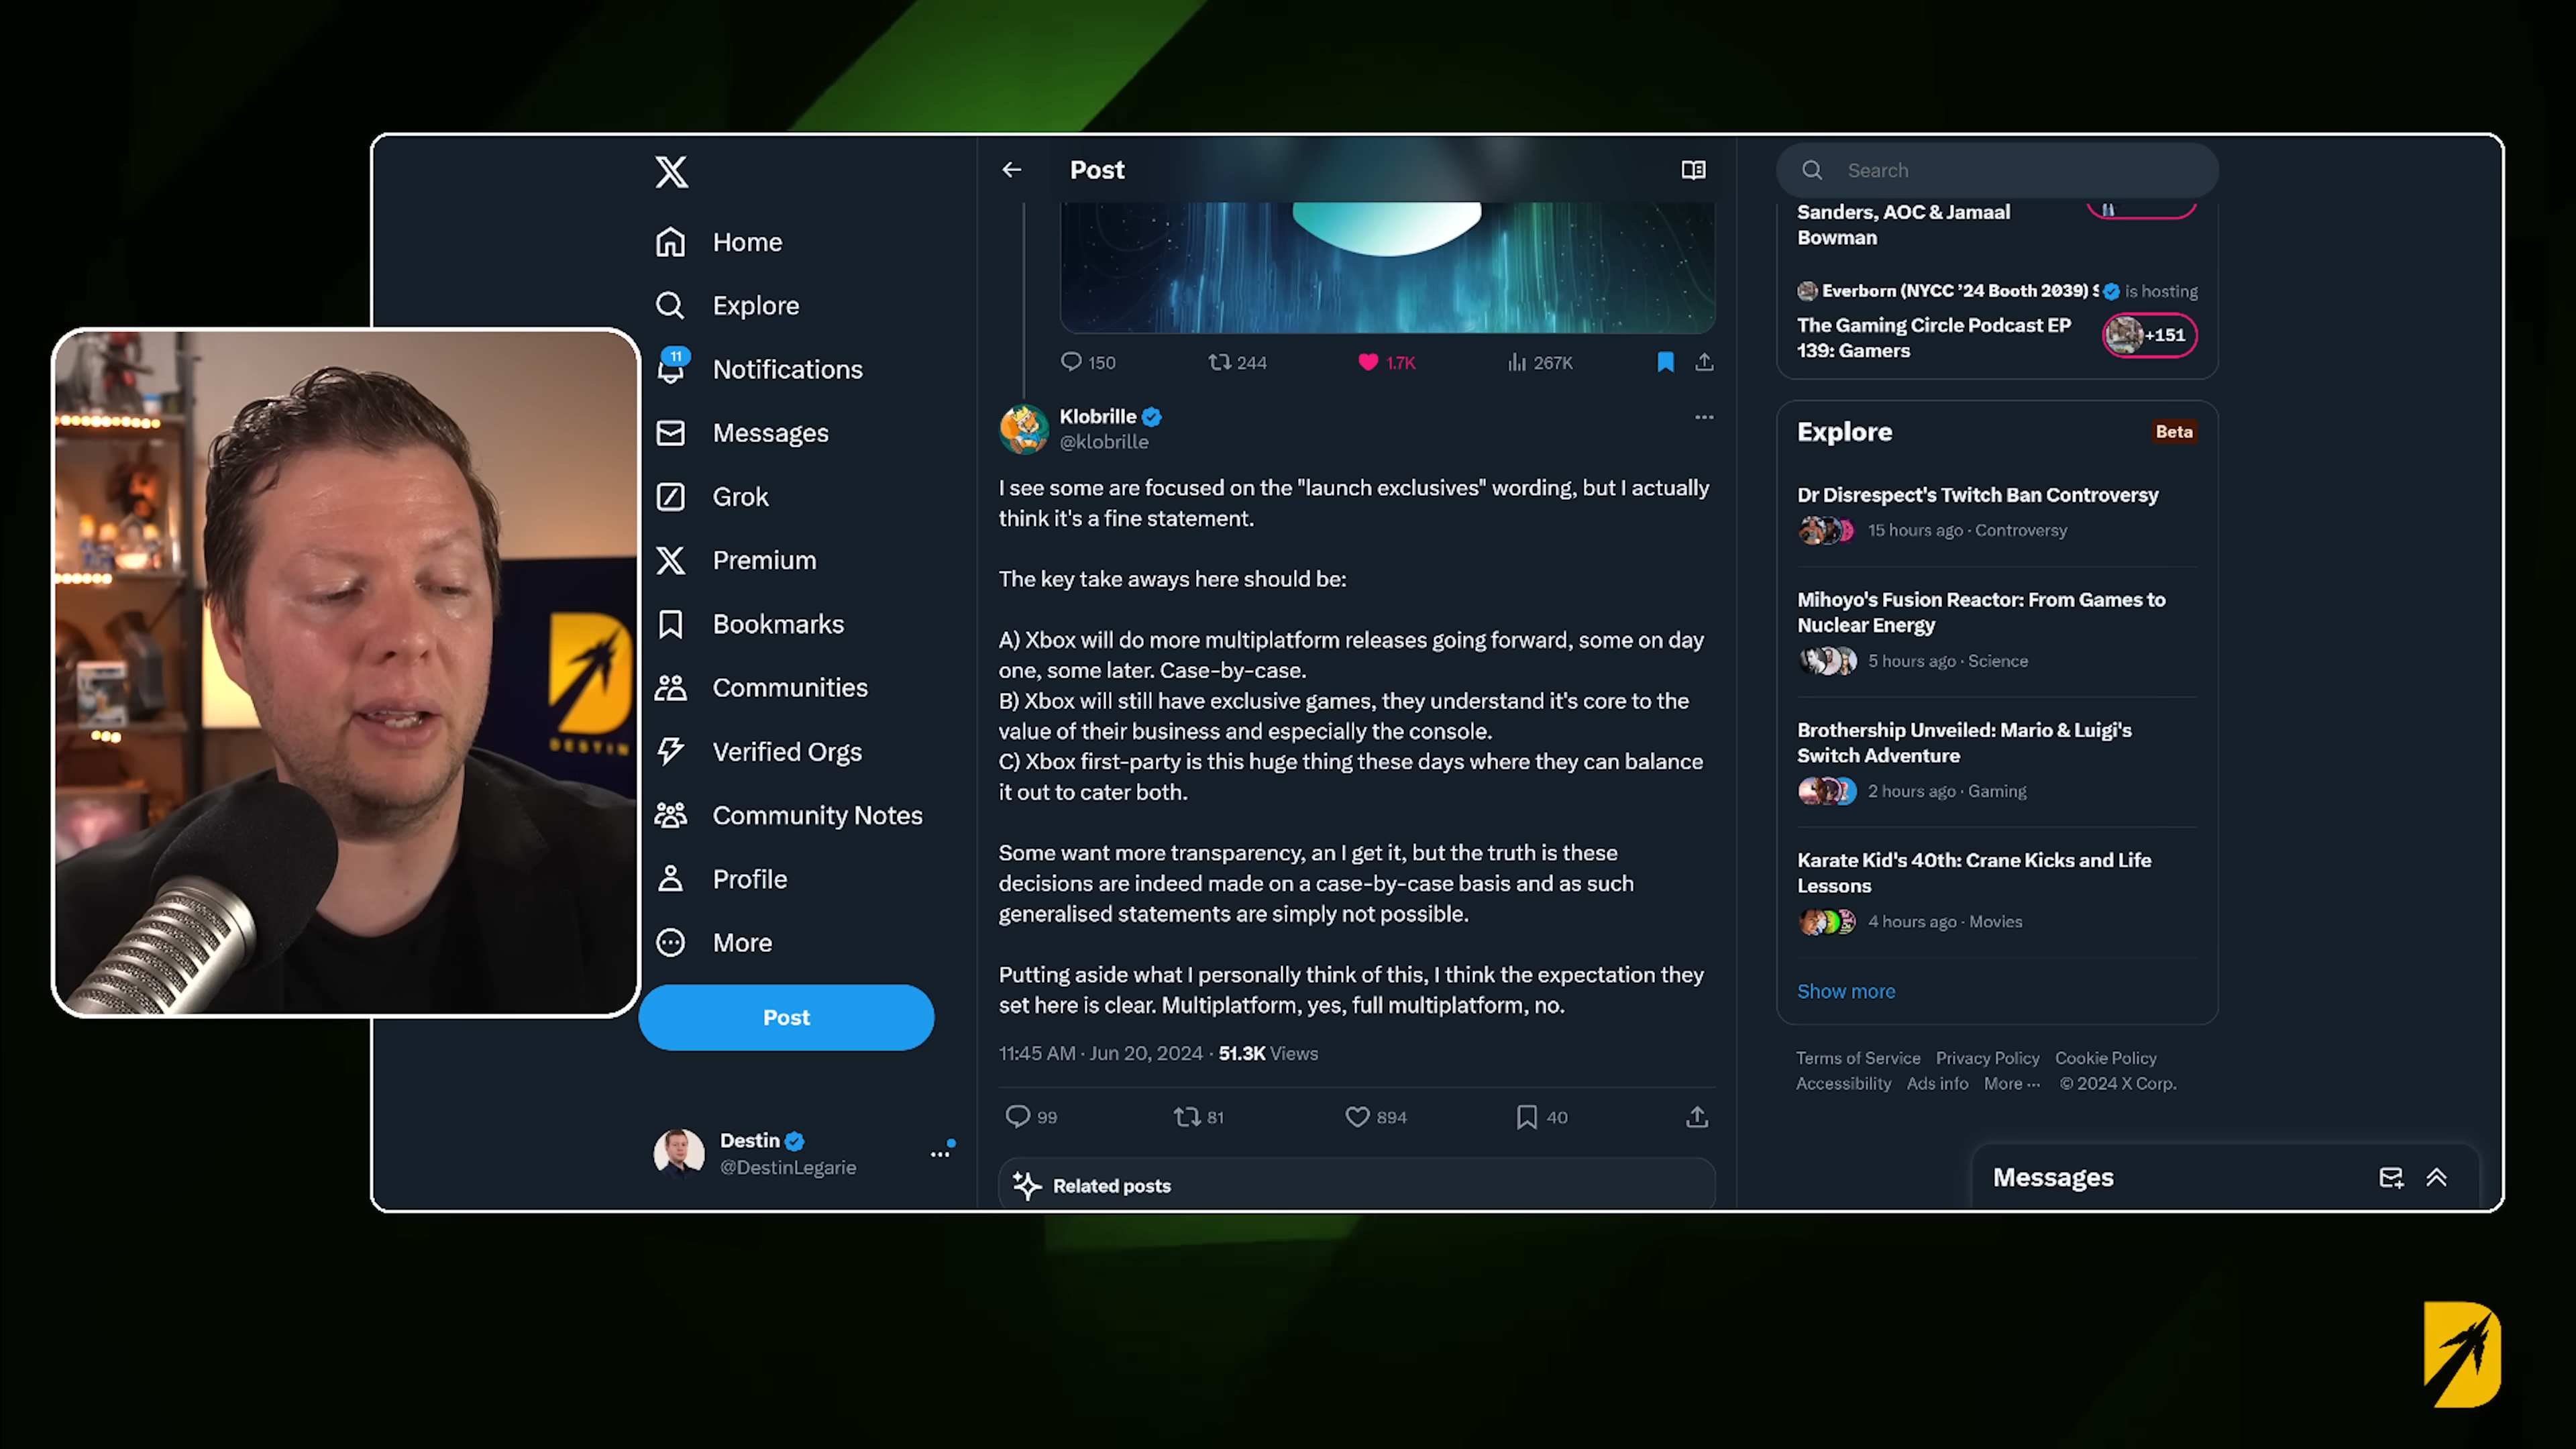 Home
Explore
11
Notifications
Messages
Grok
Premium
Bookmarks
Communities
Verified Orgs
Community Notes
Profile
More
Post
Destin
@DestinLegarie
DESTIN
Post
150 244 1.7K 267K
Klobrille
@klobrille
I see some are focused on the "launch exclusives" wording, but I actually
think it's a fine statement.
The key take aways here should be:
A) Xbox will do more multiplatform releases going forward, some on day
one, some later. Case-by-case.
B) Xbox will still have exclusive games, they understand it's core to the
value of their business and especially the console.
C) Xbox first-party is this huge thing these days where they can balance
it out to cater both.
Some want more transparency, an I get it, but the truth is these
decisions are indeed made on a case-by-case basis and as such
generalised statements are simply not possible.
Putting aside what I personally think of this, I think the expectation they
set here is clear. Multiplatform, yes, full multiplatform, no.
11:45 AM · Jun 20, 2024 · 51.3K Views
99 81 894 40
Related posts
Search
Sanders, AOC & Jamaal
Bowman
Everborn (NYCC '24 Booth 2039) S is hosting
The Gaming Circle Podcast EP
139: Gamers
+151
Explore
Beta
Dr Disrespect's Twitch Ban Controversy
15 hours ago · Controversy
Mihoyo's Fusion Reactor: From Games to
Nuclear Energy
5 hours ago · Science
Brothership Unveiled: Mario & Luigi's
Switch Adventure
2 hours ago · Gaming
Karate Kid's 40th: Crane Kicks and Life
Lessons
4 hours ago · Movies
Show more
Terms of Service Privacy Policy Cookie Policy
Accessibility Ads info More ··· © 2024 X Corp.
Messages